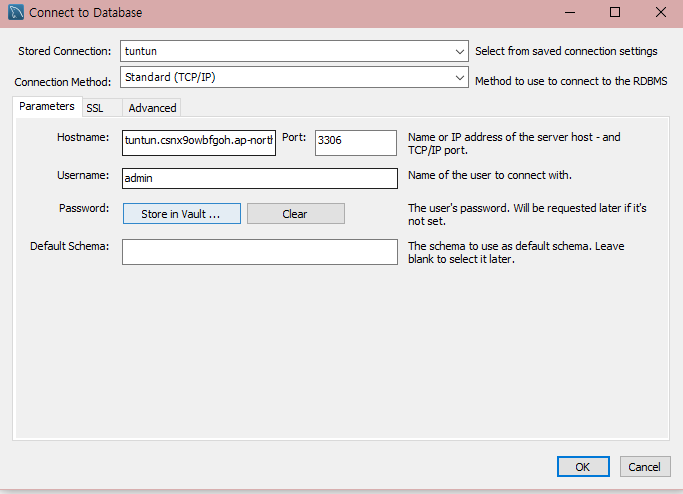 Connect to Database
Stored Connection: tuntun Select from saved connection settings
Connection Method: Standard (TCP/IP) Method to use to connect to the RDBMS
Parameters SSL Advanced
Hostname: tuntun.csnx9owbfgoh.ap-north Port: 3306 Name or IP address of the server host - and
TCP/IP port.
Username: admin Name of the user to connect with.
Password: Store in Vault ... Clear The user's password. Will be requested later if it's
not set.
Default Schema: The schema to use as default schema. Leave
blank to select it later.
OK Cancel